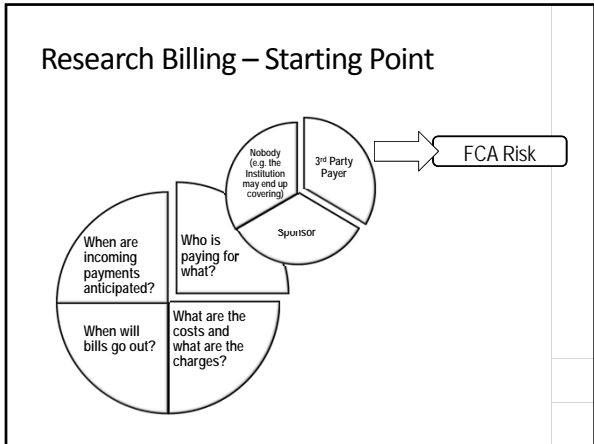 Research Billing – Starting Point
Nobody
(e.g. the
Institution
may end up
covering)
3rd Party
Payer
FCA Risk
Sponsor
When are
incoming
payments
anticipated?
Who is
paying for
what?
When will
bills go out?
What are the
costs and
what are the
charges?